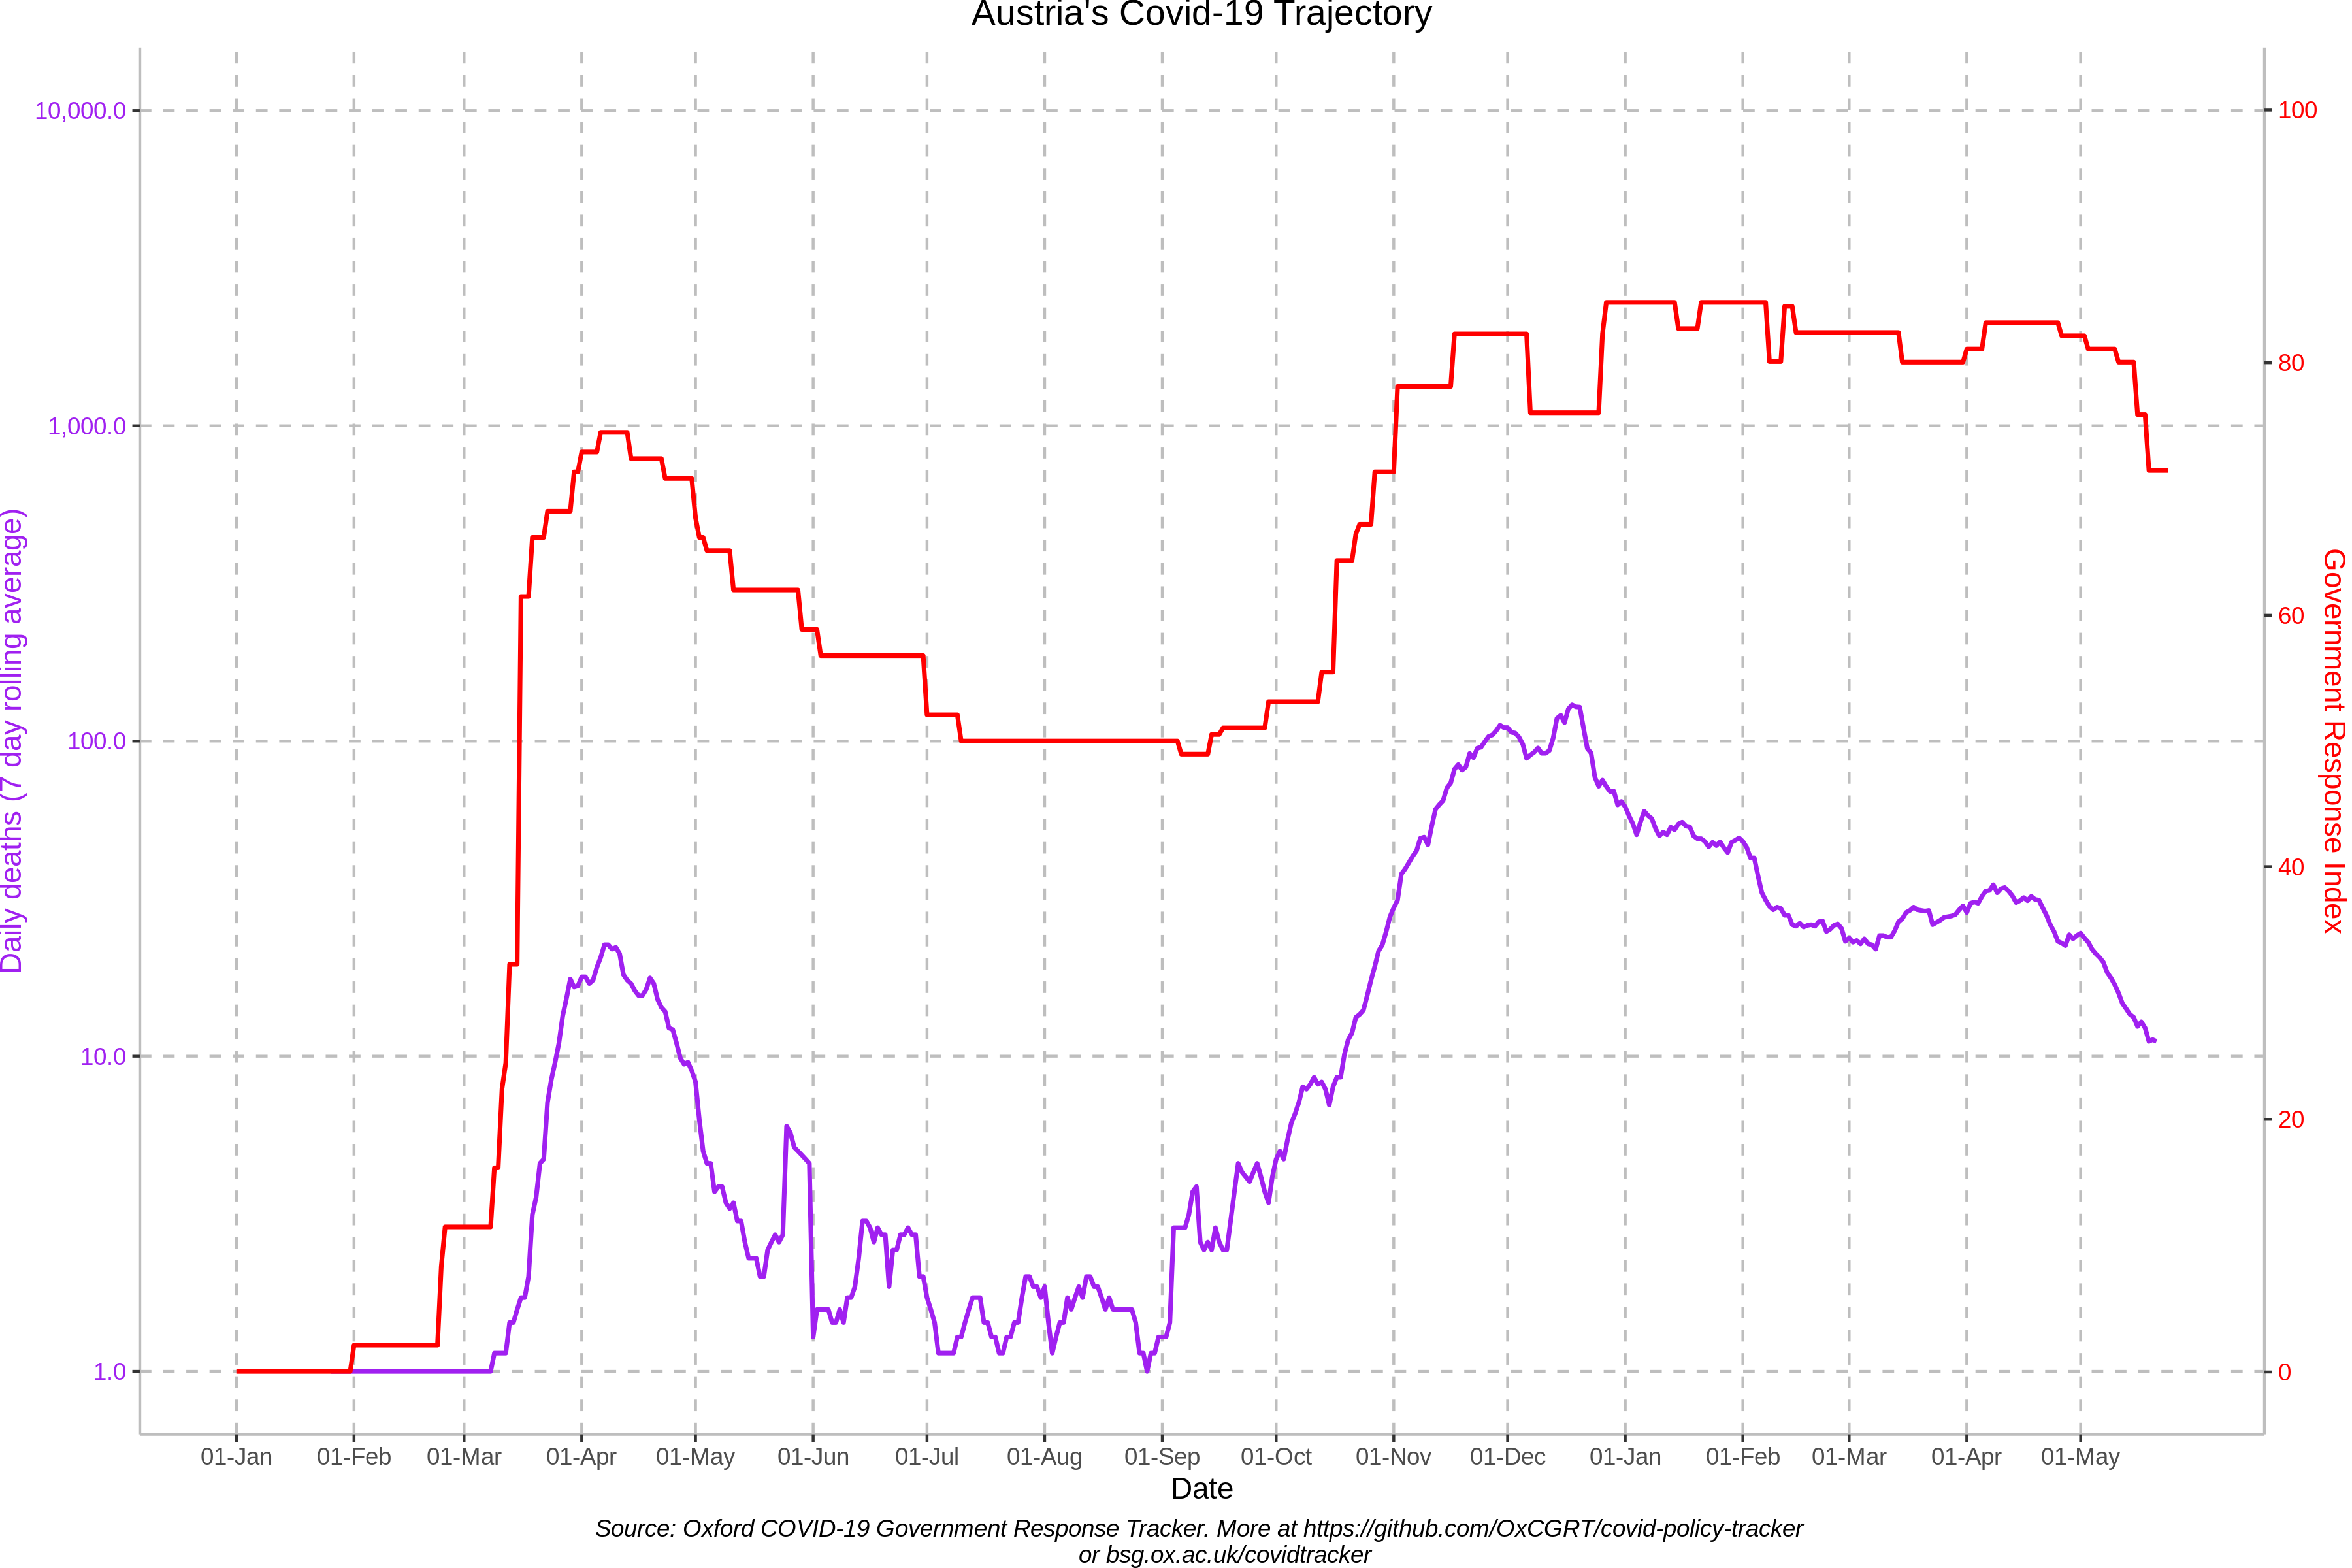 Austria's Covid-19 Trajectory
10,000.0
1,000.0
100.0
10.0
1.0
Daily deaths (7 day rolling average)
100
80
60
40
20
0
Government Response Index
01-Jan 01-Feb 01-Mar 01-Apr 01-May 01-Jun 01-Jul 01-Aug 01-Sep 01-Oct 01-Nov 01-Dec 01-Jan 01-Feb 01-Mar 01-Apr 01-May
Date
Source: Oxford COVID-19 Government Response Tracker. More at https://github.com/OxCGRT/covid-policy-tracker
or bsg.ox.ac.uk/covidtracker